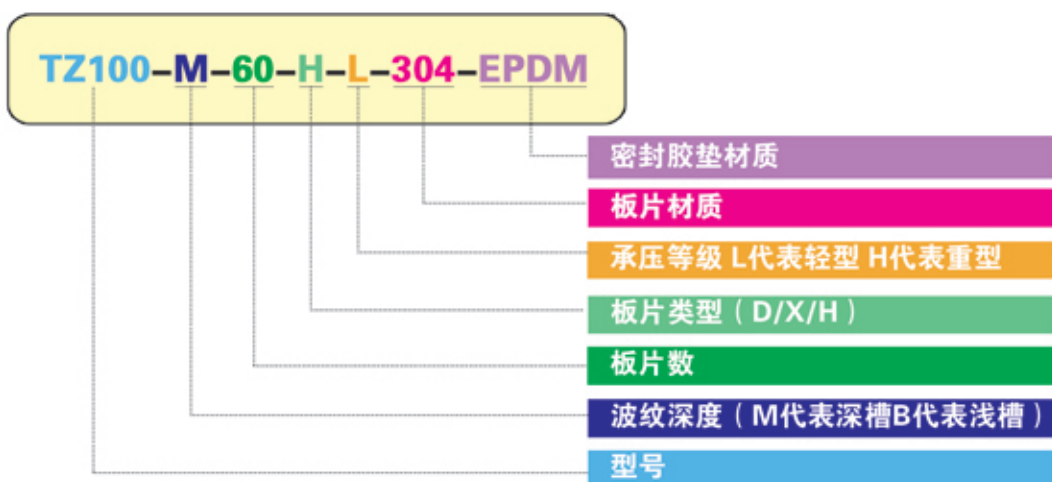 TZ100-M-60-H-L-304-EPDM
密封胶垫材质
板片材质
承压等级 L代表轻型 H代表重型
板片类型（D/X/H）
板片数
波纹深度（M代表深槽B代表浅槽）
型号